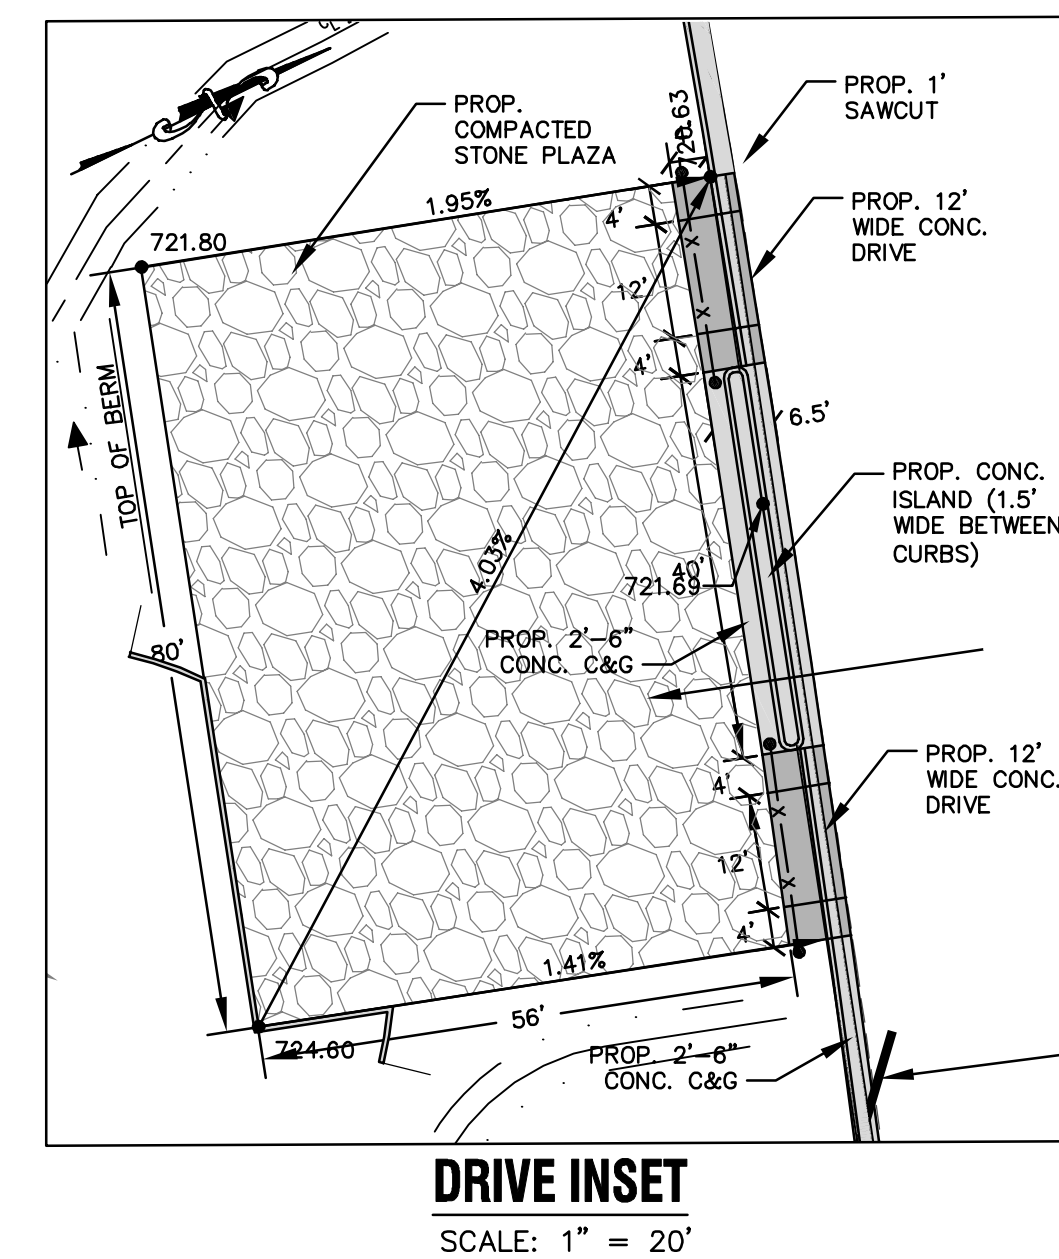 PROP.
COMPACTED
STONE PLAZA
PROP. 1'
SAWCUT
720.63
1.95%
4'
PROP. 12'
WIDE CONC.
DRIVE
721.80
12'
4'
TOP OF BERM
6.5'
PROP. CONC.
ISLAND (1.5'
WIDE BETWEEN
CURBS)
4.03%
40'
721.69
PROP. 2'-6"
CONC. C&G
80'
PROP. 12'
WIDE CONC.
DRIVE
4'
12'
4'
1.41%
56'
724.60
PROP. 2'-6"
CONC. C&G
X
X
X
X
DRIVE INSET
SCALE: 1" = 20'